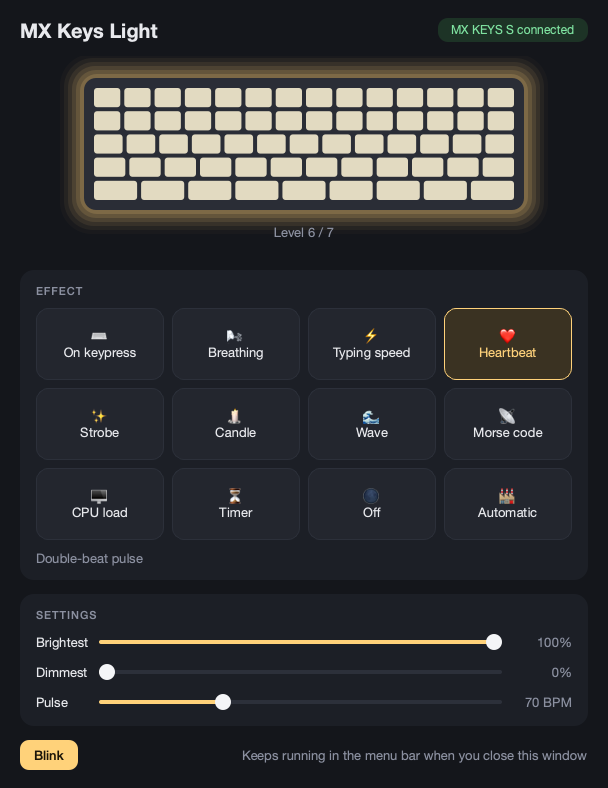 MX Keys Light
MX KEYS S connected
Level 6 / 7
EFFECT
On keypress
Breathing
Typing speed
Heartbeat
Strobe
Candle
Wave
Morse code
CPU load
Timer
Off
Automatic
Double-beat pulse
SETTINGS
Brightest 100%
Dimmest 0%
Pulse 70 BPM
Blink
Keeps running in the menu bar when you close this window